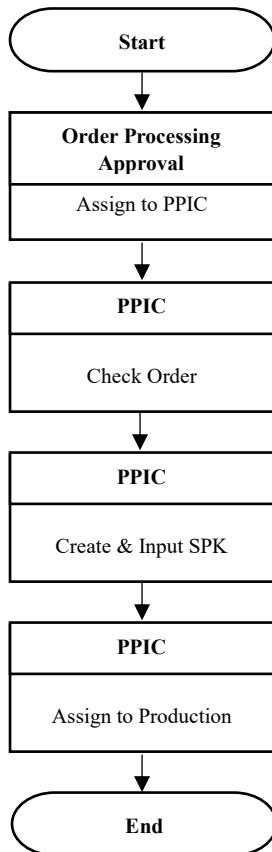 Start
Order Processing
Approval
Assign to PPIC
PPIC
Check Order
PPIC
Create & Input SPK
PPIC
Assign to Production
End